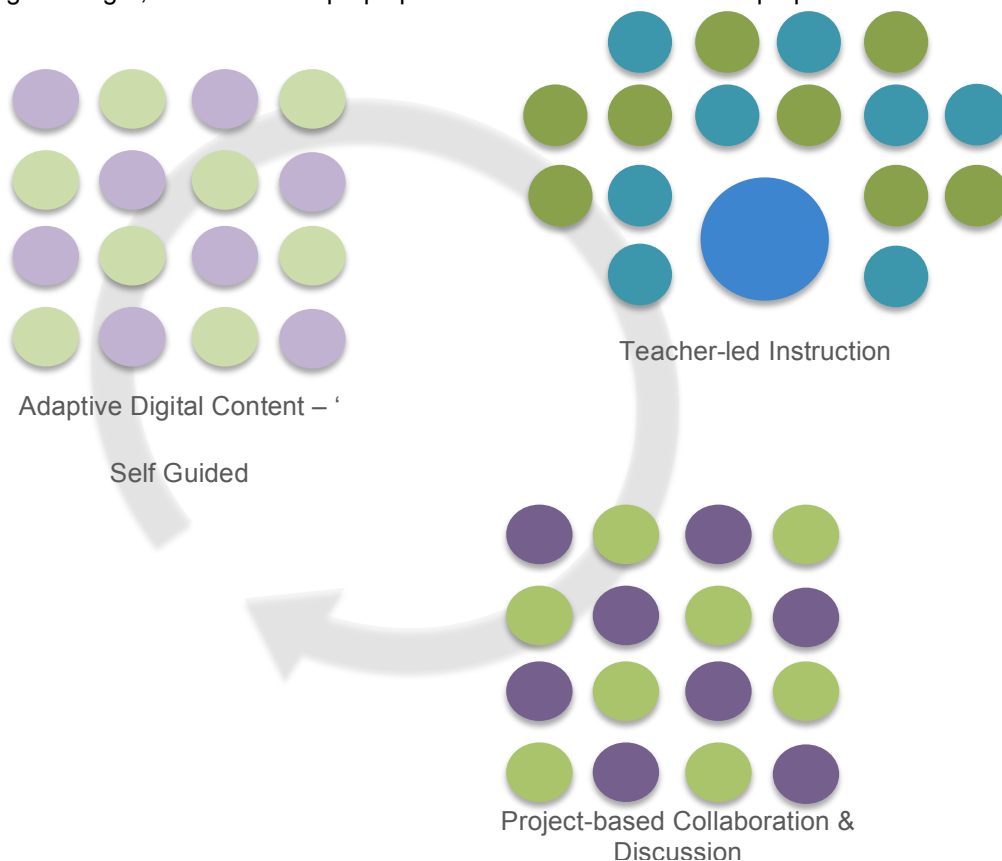 Teacher-led Instruction
Adaptive Digital Content – ‘
Self Guided
Project-based Collaboration &
Discussion